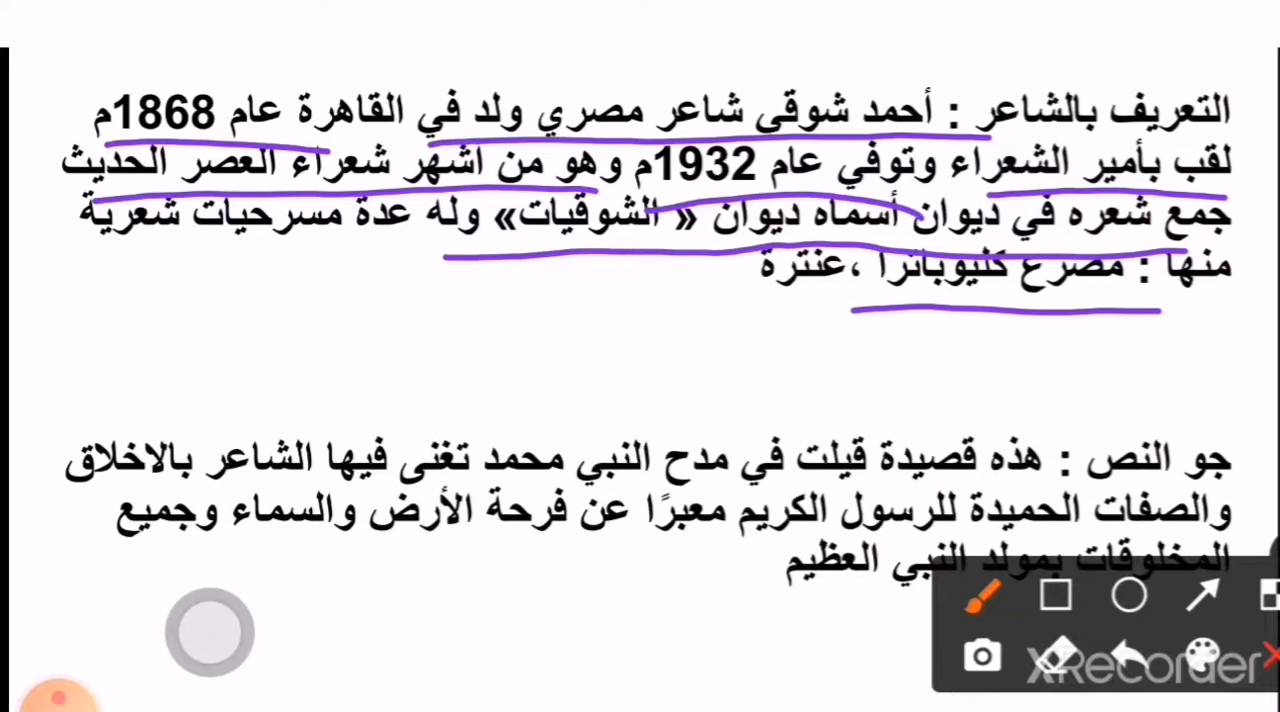 التعريف بالشاعر : أحمد شوقي شاعر مصري ولد في القاهرة عام 1868م
لقب بأمير الشعراء وتوفي عام 1932م وهو من اشهر شعراء العصر الحديث
جمع شعره في ديوان أسماه ديوان « الشوقيات» وله عدة مسرحيات شعرية
منها : مصرع كليوباترا ،عنترة
جو النص : هذه قصيدة قيلت في مدح النبي محمد تغنى فيها الشاعر بالاخلاق
والصفات الحميدة للرسول الكريم معبرًا عن فرحة الأرض والسماء وجميع
المخلوقات بمولد النبي العظيم
XRecorder